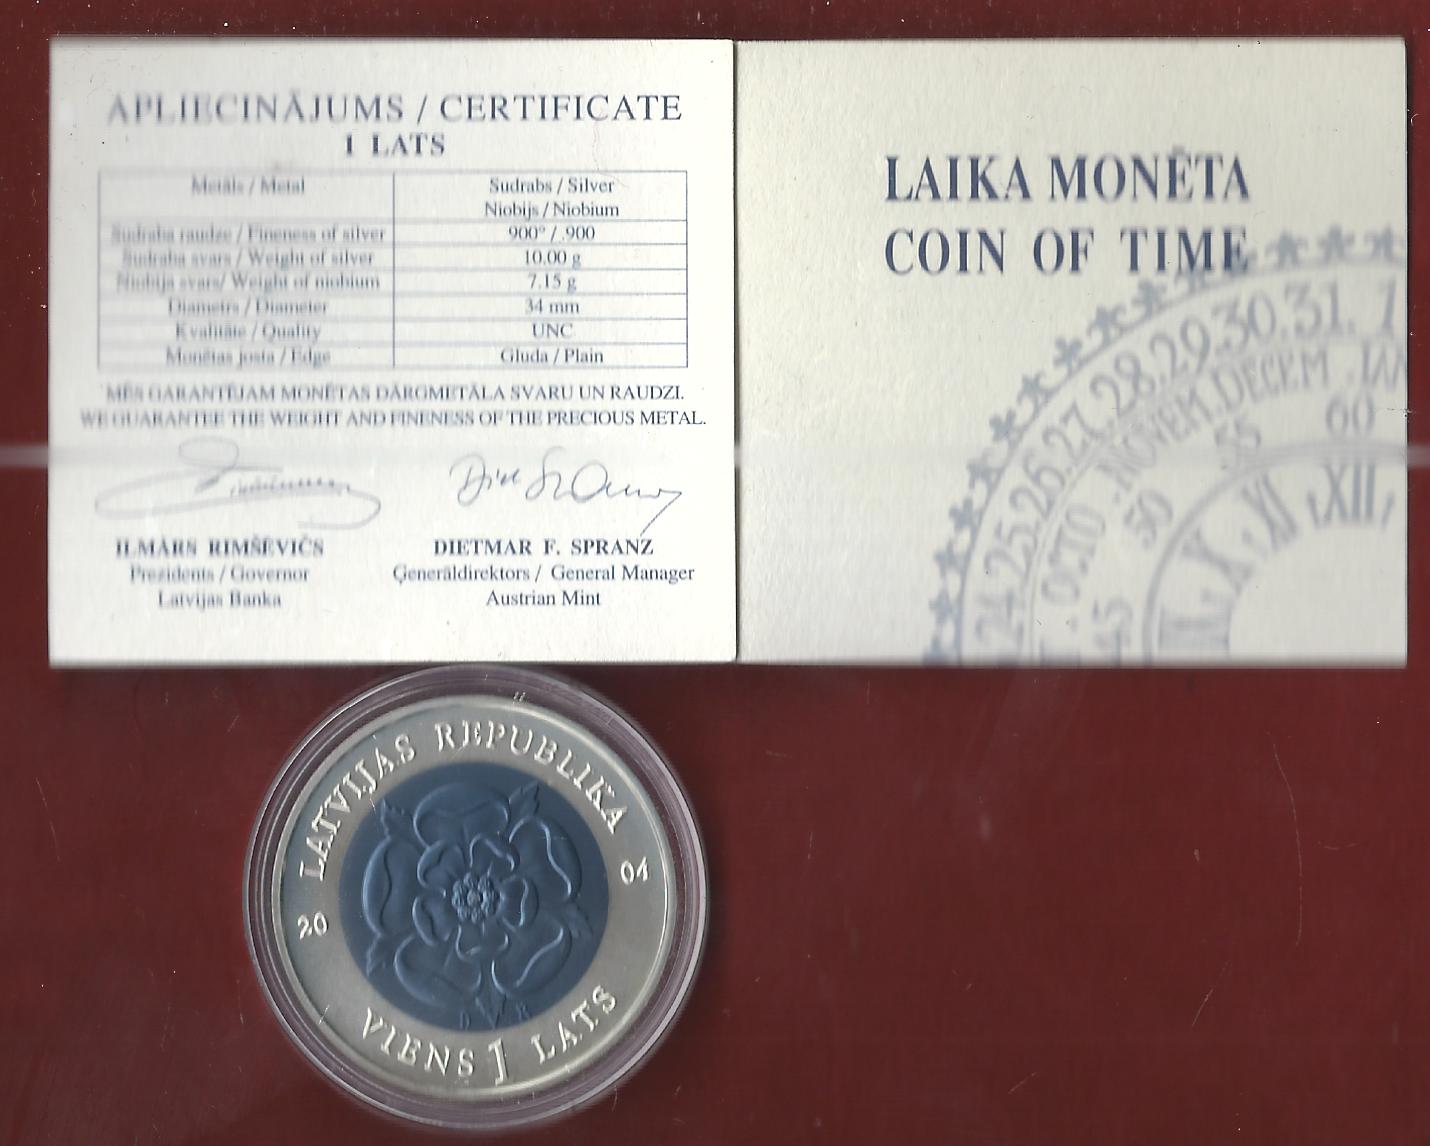 APLIECINĀJUMS / CERTIFICATE
1 LATS
Metāls / Metal Sudrabs / Silver
Niobijs / Niobium
Sudraba raudze / Fineness of silver 900° / .900
Sudraba svars / Weight of silver 10.00 g
Niobija svars/ Weight of niobium 7.15 g
Diametrs / Diameter 34 mm
Kvalitāte / Quality UNC
Monētas josta / Edge Gluda / Plain
MĒS GARANTĒJAM MONĒTAS DĀRGMETĀLA SVARU UN RAUDZI.
WE GUARANTEE THE WEIGHT AND FINENESS OF THE PRECIOUS METAL.
ILMĀRS RIMŠĒVIČS
Prezidents / Governor
Latvijas Banka
DIETMAR F. SPRANZ
Ģenerāldirektors / General Manager
Austrian Mint
LAIKA MONĒTA
COIN OF TIME
24.25.26.27.28.29.30.31. 1
OCTO . NOVEM.DECEM .JAN
45 50 55 60
IX, X, XI, XII,
LATVIJAS REPUBLIKA
20 04
D R
VIENS 1 LATS